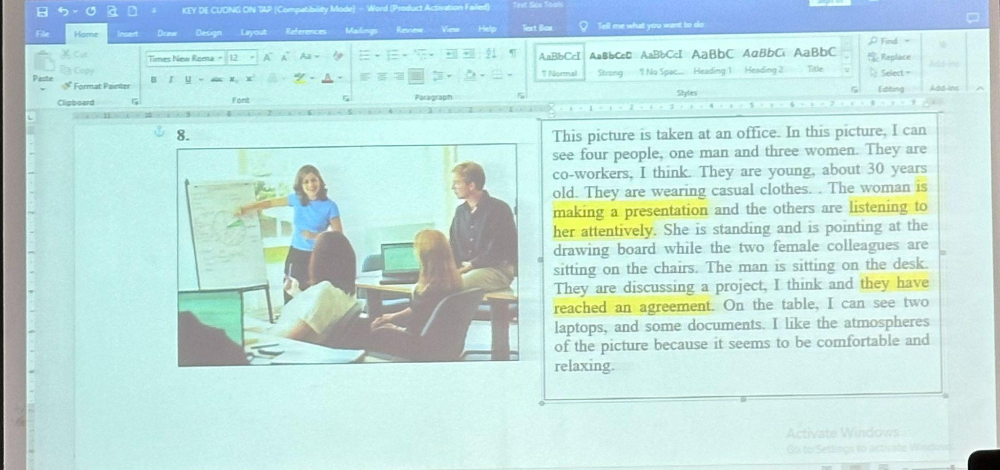 KEY DE CUONG ON TAP [Compatibility Mode] - Word (Product Activation Failed)
Text Box Tools
File Home Insert Draw Design Layout References Mailings Review View Help Text Box Tell me what you want to do
Paste
Cut
Copy
Format Painter
Clipboard
Times New Roma 12
Font
Paragraph
AaBbCcI AaBbCcD AaBbCcI AaBbC AaBbCc AaBbC
¶ Normal Strong ¶ No Spac... Heading 1 Heading 2 Title
Styles
Find
Replace
Select
Editing
Add-ins
Add-ins
8.
This picture is taken at an office. In this picture, I can
see four people, one man and three women. They are
co-workers, I think. They are young, about 30 years
old. They are wearing casual clothes. . The woman is
making a presentation and the others are listening to
her attentively. She is standing and is pointing at the
drawing board while the two female colleagues are
sitting on the chairs. The man is sitting on the desk.
They are discussing a project, I think and they have
reached an agreement. On the table, I can see two
laptops, and some documents. I like the atmospheres
of the picture because it seems to be comfortable and
relaxing.
Activate Windows
Go to Settings to activate Windows.